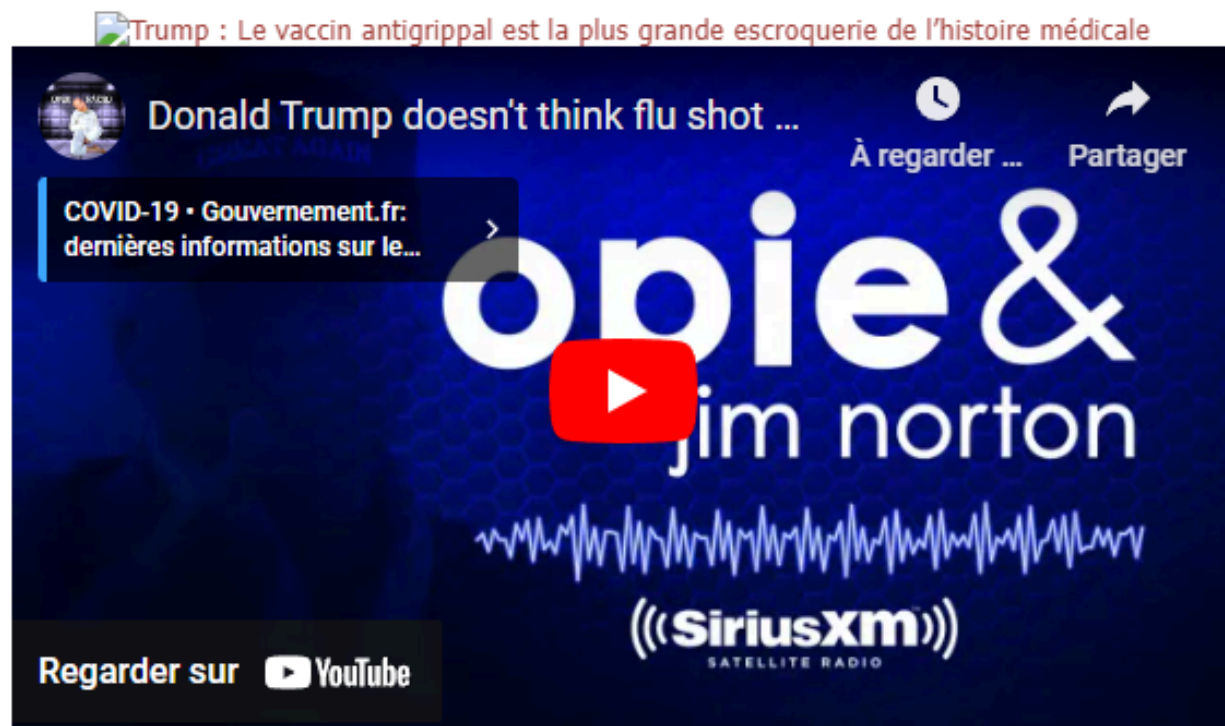 Trump : Le vaccin antigrippal est la plus grande escroquerie de l’histoire médicale
Donald Trump doesn't think flu shot ...
À regarder ...
Partager
COVID-19 • Gouvernement.fr:
dernières informations sur le...
opie &
jim norton
(((SiriusXM)))
SATELLITE RADIO
Regarder sur YouTube